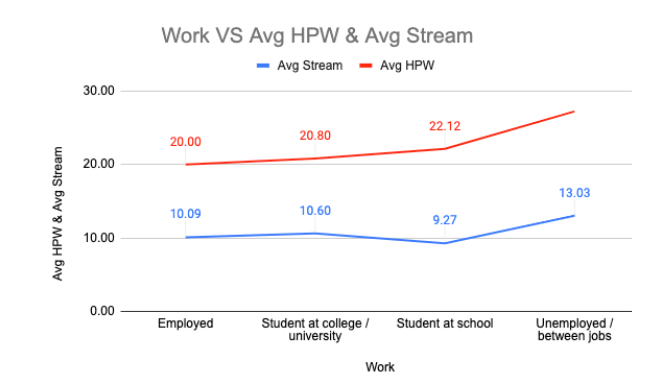 Work VS Avg HPW & Avg Stream
Avg Stream
Avg HPW
30.00
20.00
10.00
0.00
Avg HPW & Avg Stream
20.00
20.80
22.12
10.09
10.60
9.27
13.03
Employed
Student at college /
university
Student at school
Unemployed /
between jobs
Work